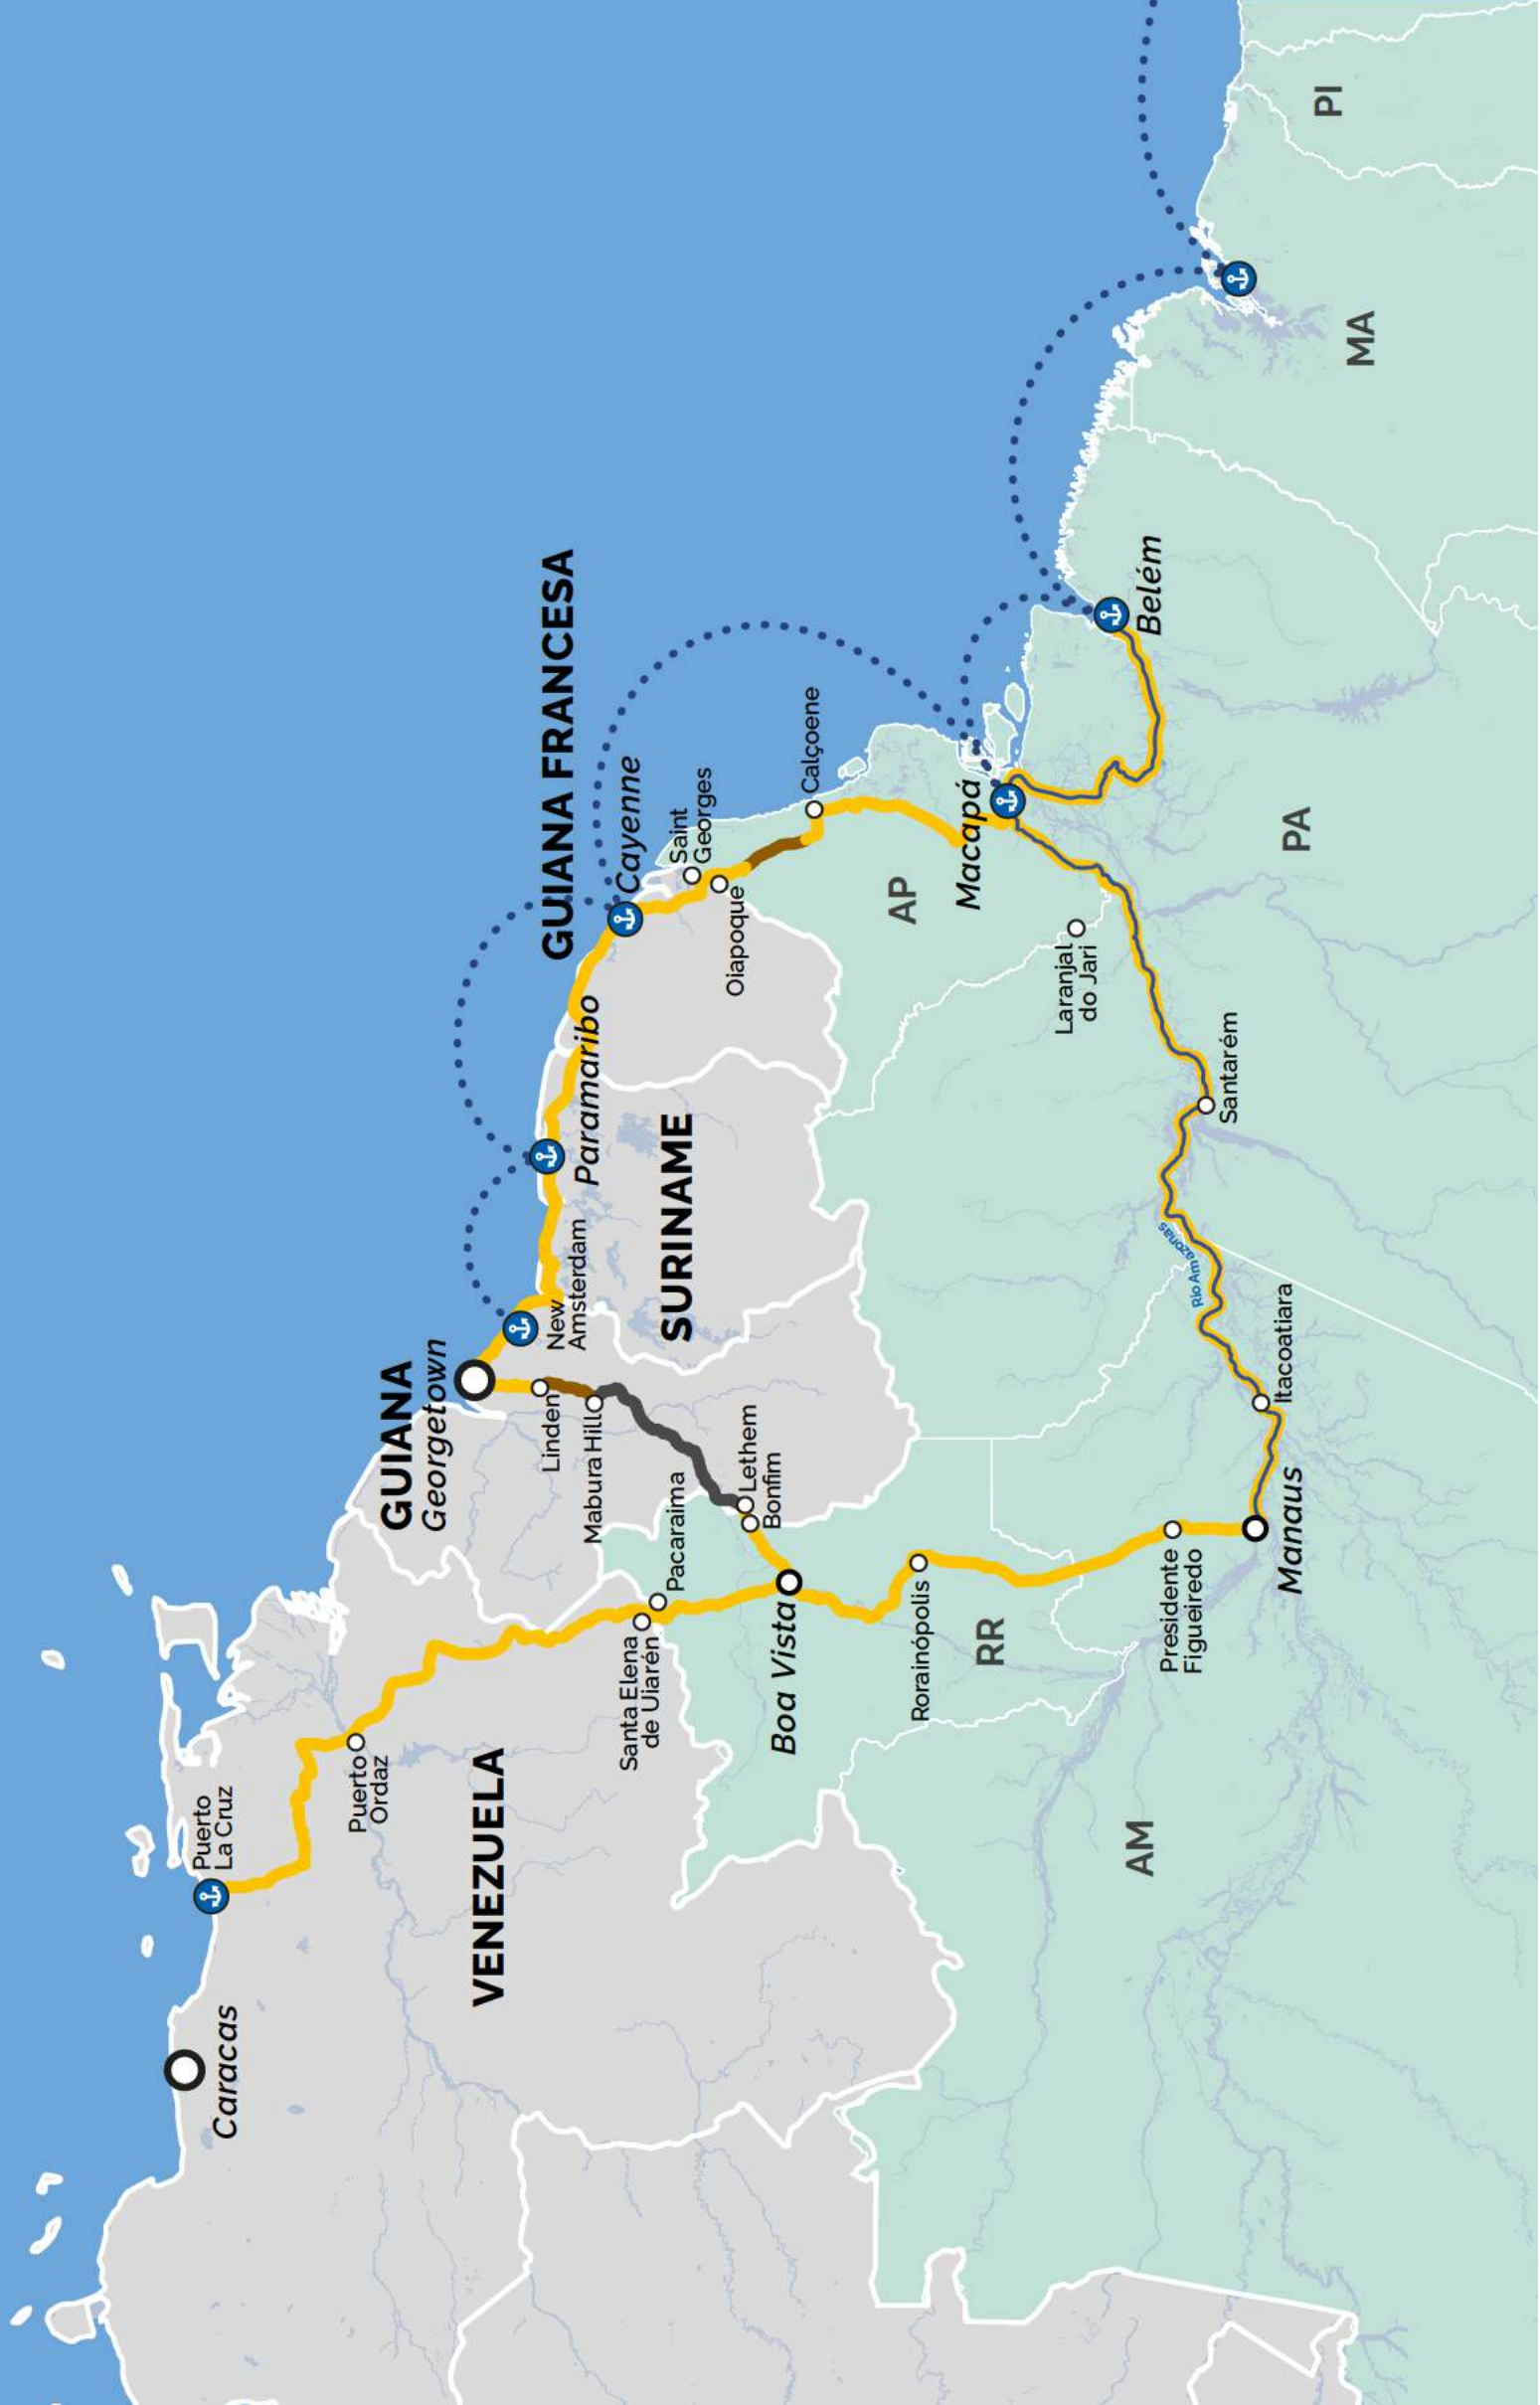 Caracas
Puerto
La Cruz
Puerto
Ordaz
VENEZUELA
GUIANA
Georgetown
New
Amsterdam
Linden
Mabura Hill
Lethem
Bonfim
Pacaraima
Santa Elena
de Uiarén
Boa Vista
Rorainópolis
RR
Presidente
Figueiredo
Manaus
AM
Itacoatiara
Rio Amazonas
Santarém
SURINAME
Paramaribo
GUIANA FRANCESA
Cayenne
Saint
Georges
Oiapoque
Calçoene
AP
Macapá
Laranjal
do Jari
Belém
PA
MA
PI